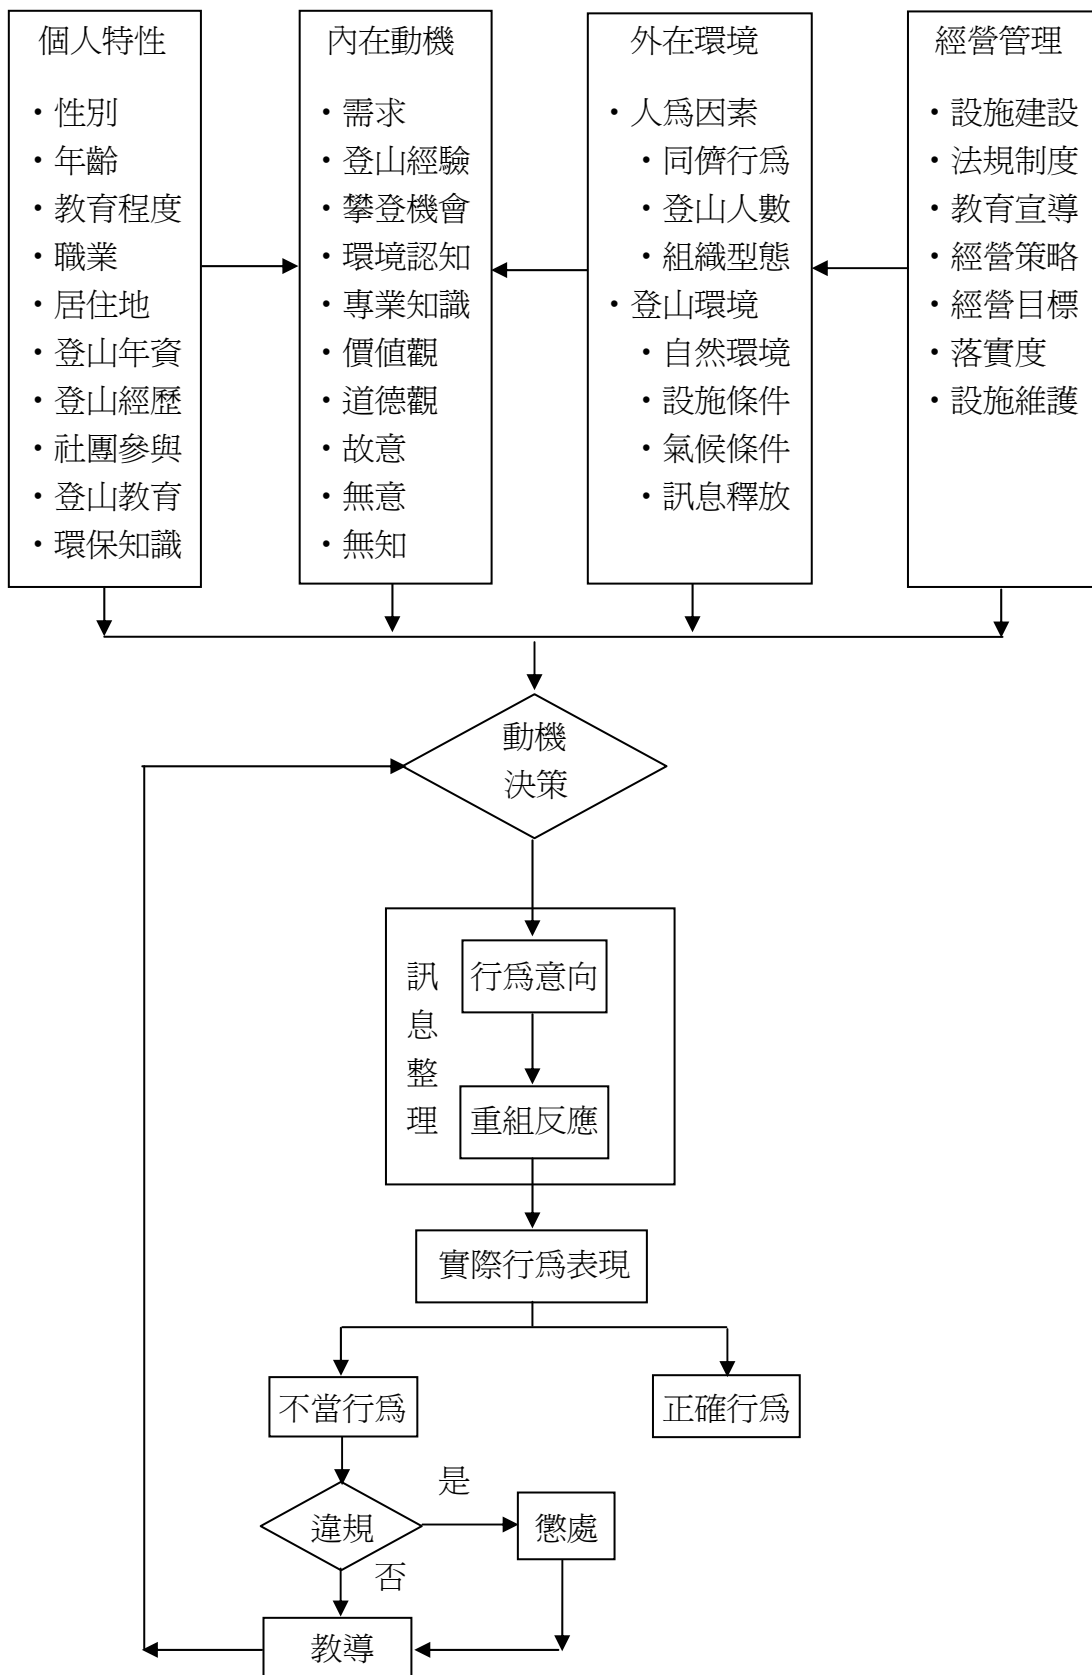 個人特性
・性別
・年齡
・教育程度
・職業
・居住地
・登山年資
・登山經歷
・社團參與
・登山教育
・環保知識
內在動機
・需求
・登山經驗
・攀登機會
・環境認知
・專業知識
・價值觀
・道德觀
・故意
・無意
・無知
外在環境
・人為因素
・同儕行為
・登山人數
・組織型態
・登山環境
・自然環境
・設施條件
・氣候條件
・訊息釋放
經營管理
・設施建設
・法規制度
・教育宣導
・經營策略
・經營目標
・落實度
・設施維護
動機
決策
訊息整理
行為意向
重組反應
實際行為表現
不當行為
正確行為
違規
是
懲處
否
教導